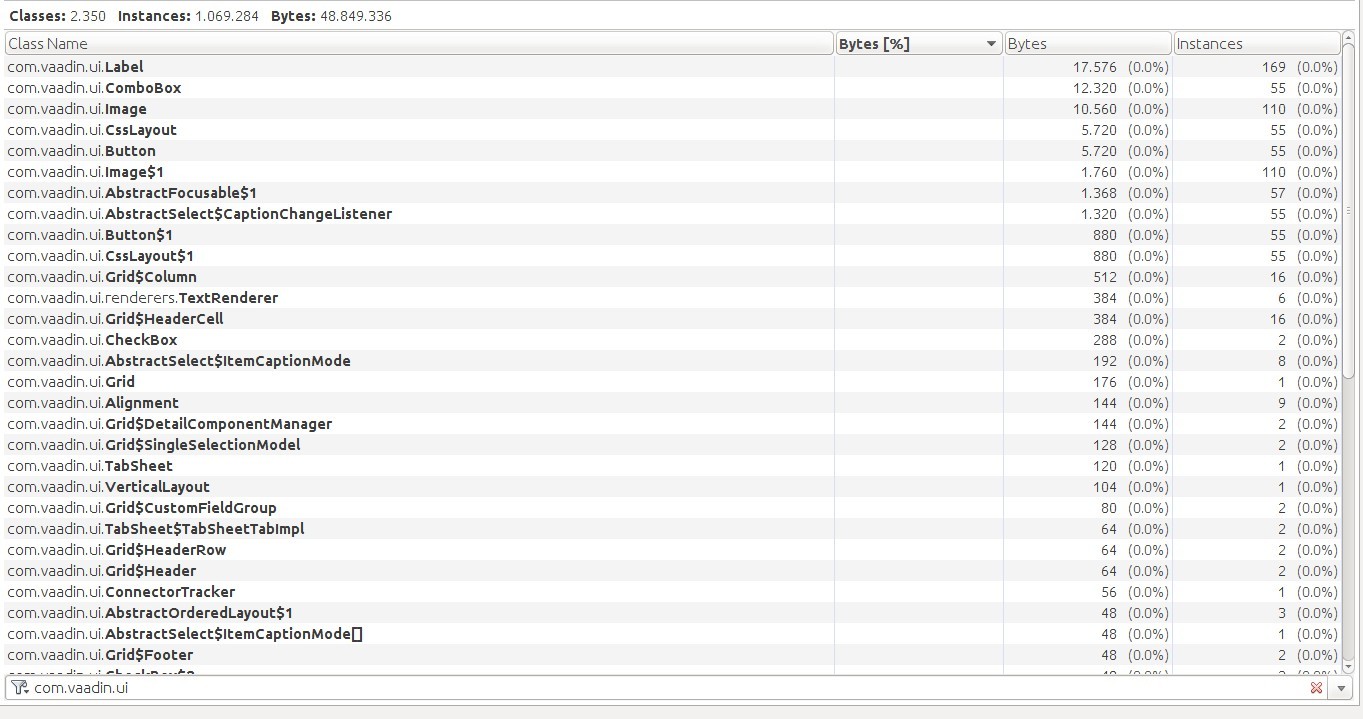 Classes: 2.350 Instances: 1.069.284 Bytes: 48.849.336
Class Name Bytes [%] Bytes Instances
com.vaadin.ui.Label 17.576 (0.0%) 169 (0.0%)
com.vaadin.ui.ComboBox 12.320 (0.0%) 55 (0.0%)
com.vaadin.ui.Image 10.560 (0.0%) 110 (0.0%)
com.vaadin.ui.CssLayout 5.720 (0.0%) 55 (0.0%)
com.vaadin.ui.Button 5.720 (0.0%) 55 (0.0%)
com.vaadin.ui.Image$1 1.760 (0.0%) 110 (0.0%)
com.vaadin.ui.AbstractFocusable$1 1.368 (0.0%) 57 (0.0%)
com.vaadin.ui.AbstractSelect$CaptionChangeListener 1.320 (0.0%) 55 (0.0%)
com.vaadin.ui.Button$1 880 (0.0%) 55 (0.0%)
com.vaadin.ui.CssLayout$1 880 (0.0%) 55 (0.0%)
com.vaadin.ui.Grid$Column 512 (0.0%) 16 (0.0%)
com.vaadin.ui.renderers.TextRenderer 384 (0.0%) 6 (0.0%)
com.vaadin.ui.Grid$HeaderCell 384 (0.0%) 16 (0.0%)
com.vaadin.ui.CheckBox 288 (0.0%) 2 (0.0%)
com.vaadin.ui.AbstractSelect$ItemCaptionMode 192 (0.0%) 8 (0.0%)
com.vaadin.ui.Grid 176 (0.0%) 1 (0.0%)
com.vaadin.ui.Alignment 144 (0.0%) 9 (0.0%)
com.vaadin.ui.Grid$DetailComponentManager 144 (0.0%) 2 (0.0%)
com.vaadin.ui.Grid$SingleSelectionModel 128 (0.0%) 2 (0.0%)
com.vaadin.ui.TabSheet 120 (0.0%) 1 (0.0%)
com.vaadin.ui.VerticalLayout 104 (0.0%) 1 (0.0%)
com.vaadin.ui.Grid$CustomFieldGroup 80 (0.0%) 2 (0.0%)
com.vaadin.ui.TabSheet$TabSheetTabImpl 64 (0.0%) 2 (0.0%)
com.vaadin.ui.Grid$HeaderRow 64 (0.0%) 2 (0.0%)
com.vaadin.ui.Grid$Header 64 (0.0%) 2 (0.0%)
com.vaadin.ui.ConnectorTracker 56 (0.0%) 1 (0.0%)
com.vaadin.ui.AbstractOrderedLayout$1 48 (0.0%) 3 (0.0%)
com.vaadin.ui.AbstractSelect$ItemCaptionMode[] 48 (0.0%) 1 (0.0%)
com.vaadin.ui.Grid$Footer 48 (0.0%) 2 (0.0%)
com.vaadin.ui